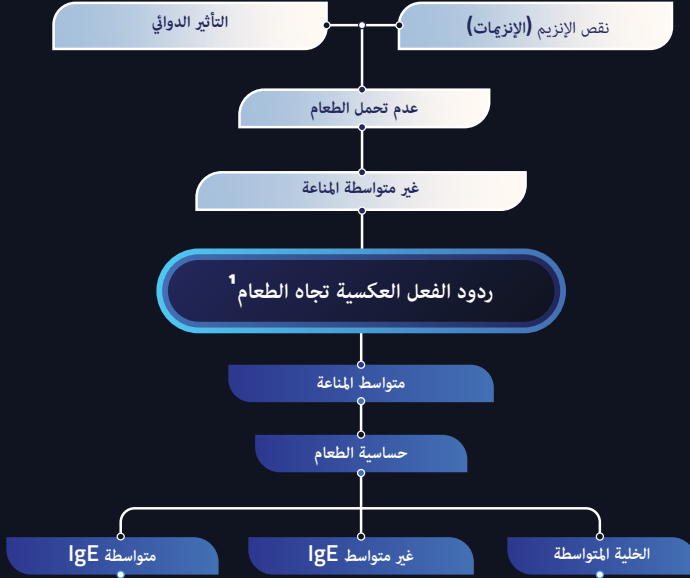 نقص الإنزيم (الإنزيمات)
التأثير الدوائي
عدم تحمل الطعام
غير متواسطة المناعة
ردود الفعل العكسية تجاه الطعام¹
متواسط المناعة
حساسية الطعام
الخلية المتواسطة
غير متواسط IgE
متواسطة IgE